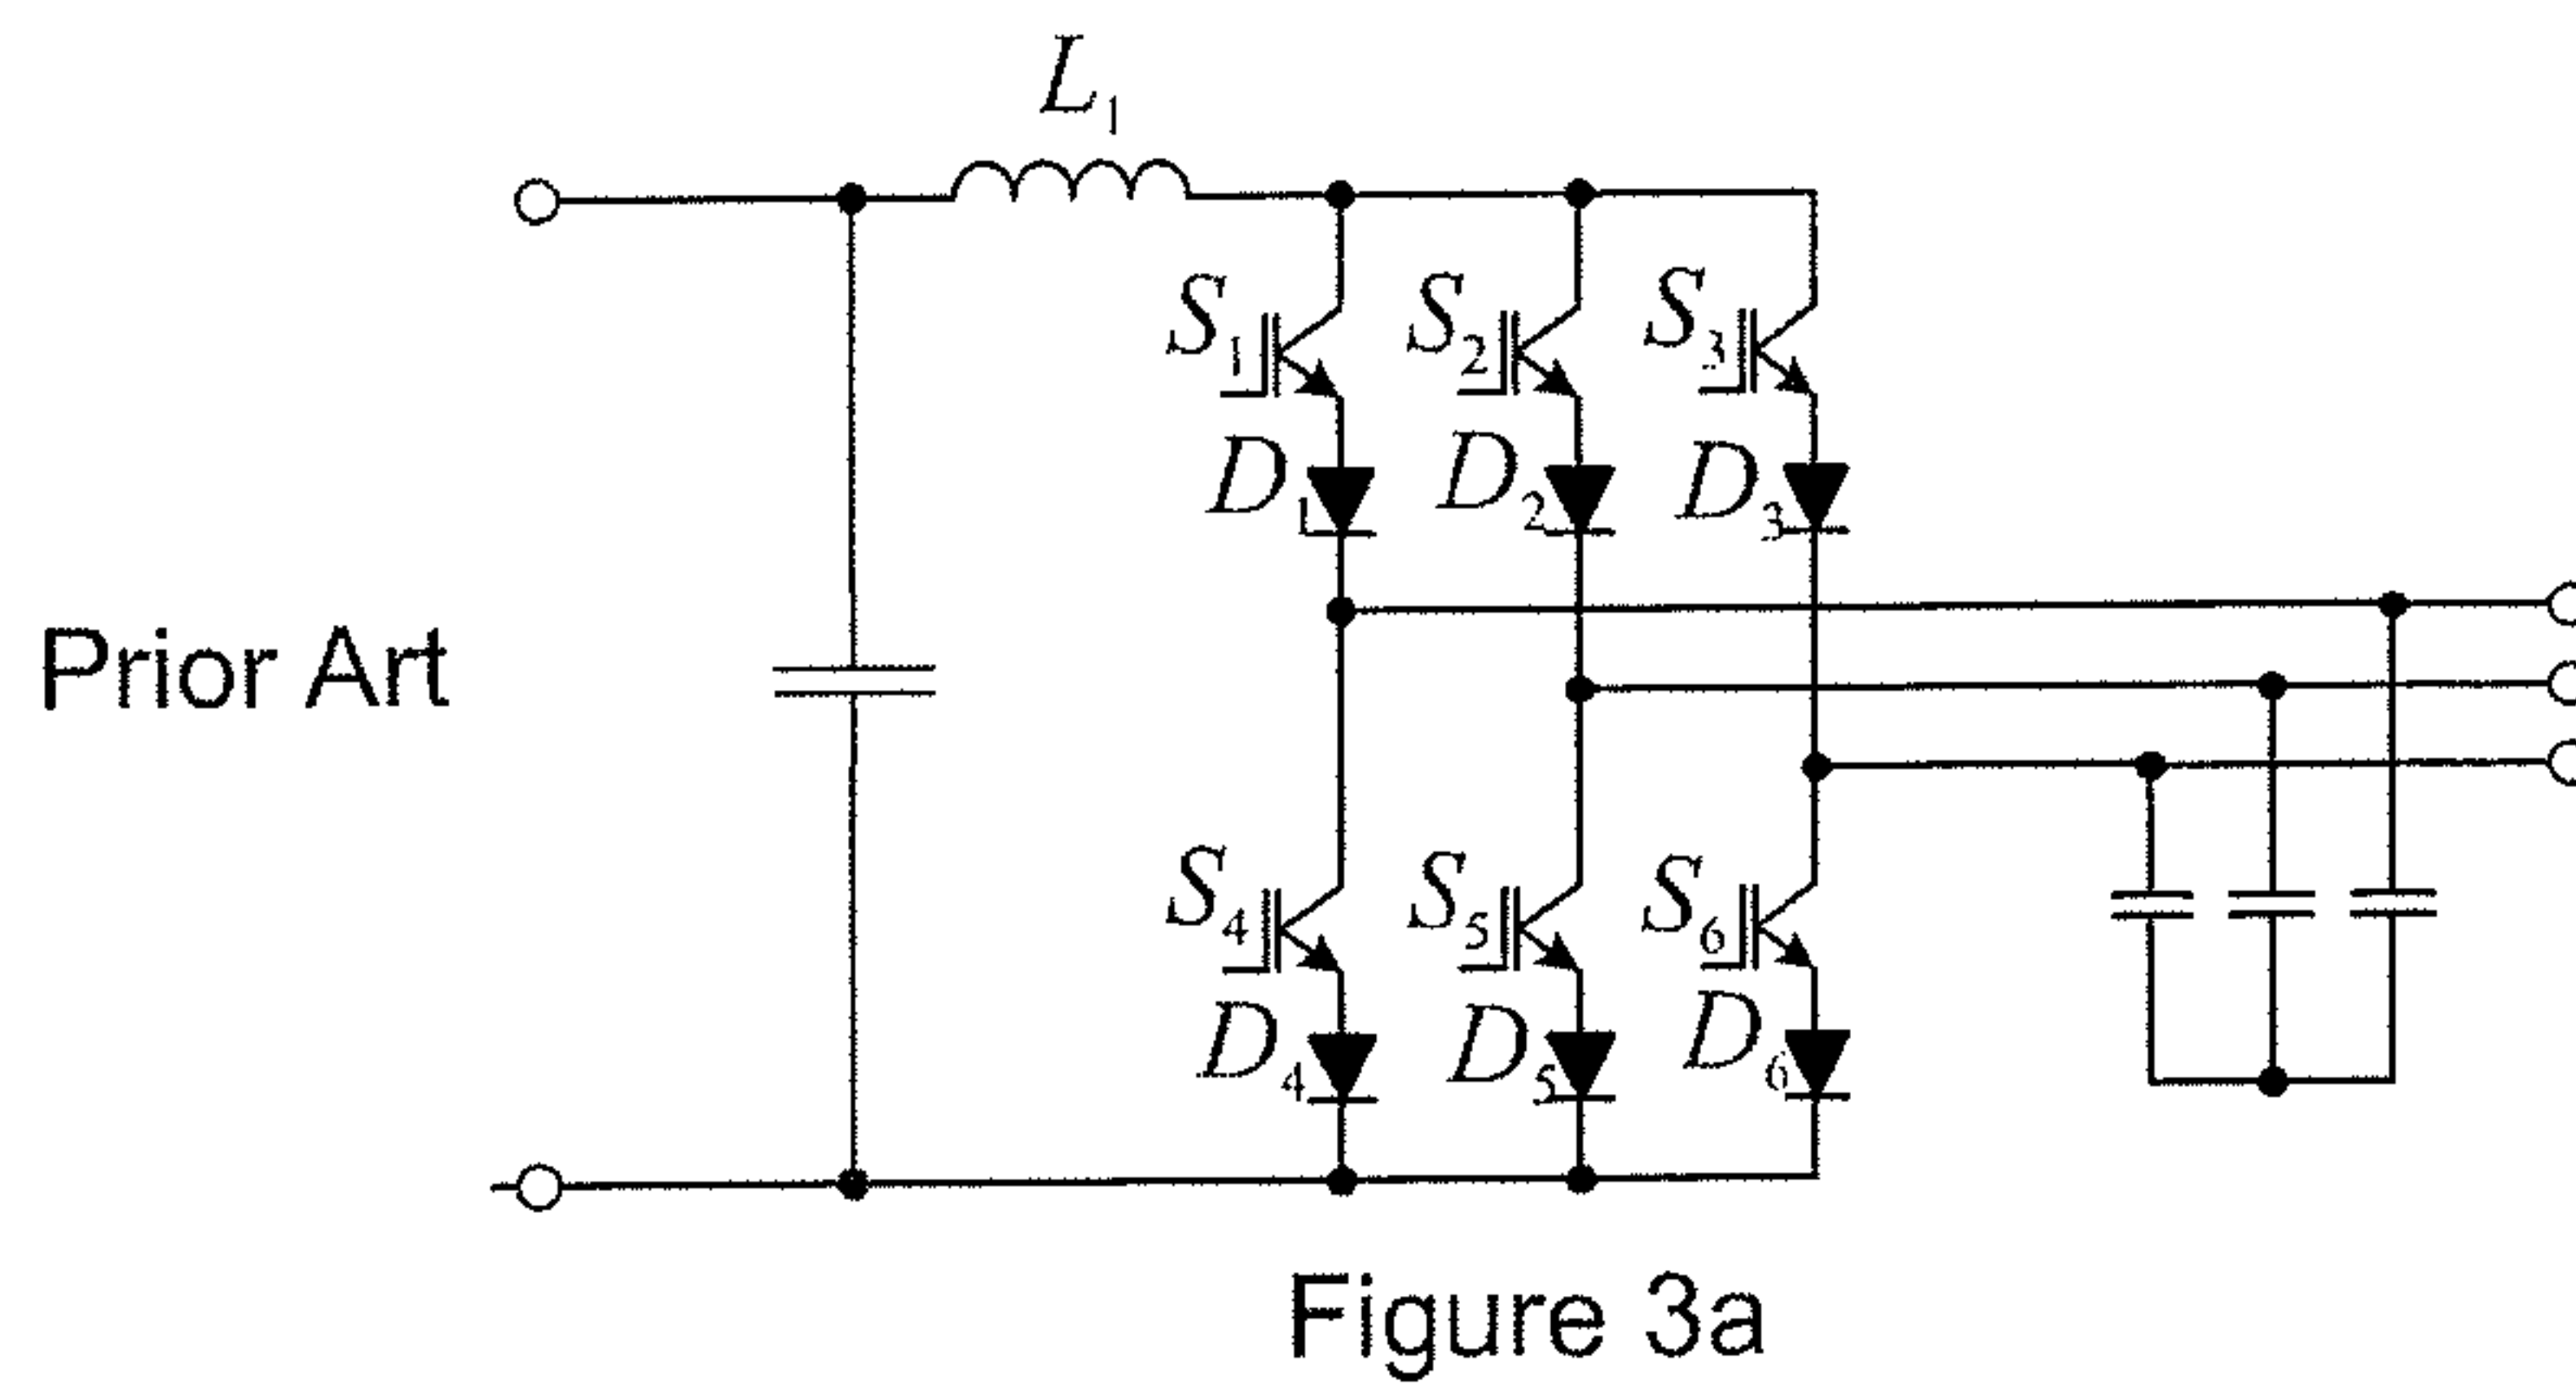 L1
S1 S2 S3
D1 D2 D3
Prior Art
S4 S5 S6
D4 D5 D6
Figure 3a